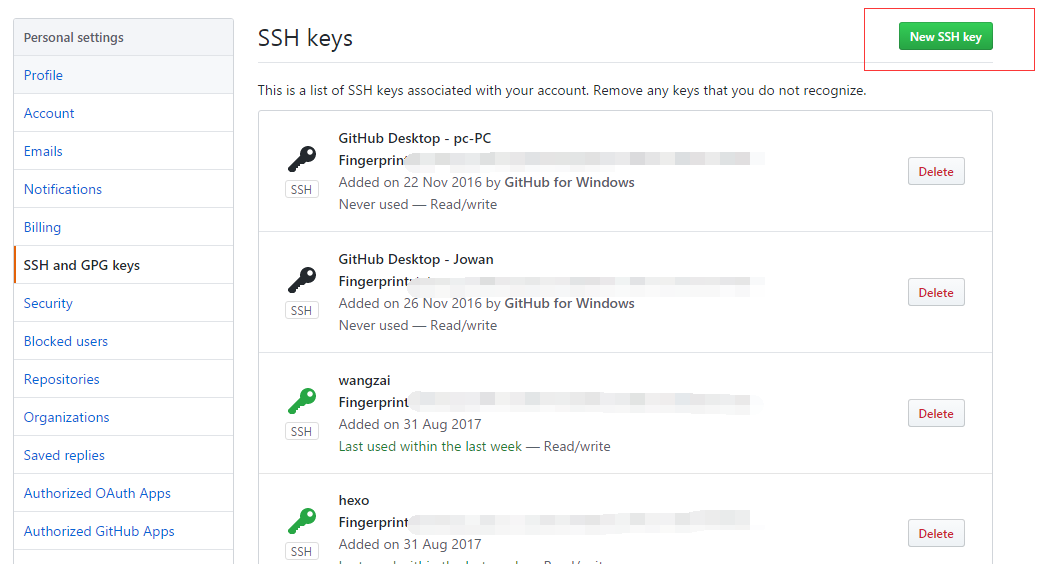 Personal settings
Profile
Account
Emails
Notifications
Billing
SSH and GPG keys
Security
Blocked users
Repositories
Organizations
Saved replies
Authorized OAuth Apps
Authorized GitHub Apps
SSH keys
New SSH key
This is a list of SSH keys associated with your account. Remove any keys that you do not recognize.
GitHub Desktop - pc-PC
Fingerprint
Added on 22 Nov 2016 by GitHub for Windows
Never used — Read/write
SSH
Delete
GitHub Desktop - Jowan
Fingerprint
Added on 26 Nov 2016 by GitHub for Windows
Never used — Read/write
SSH
Delete
wangzai
Fingerprint
Added on 31 Aug 2017
Last used within the last week — Read/write
SSH
Delete
hexo
Fingerprint
Added on 31 Aug 2017
SSH
Delete